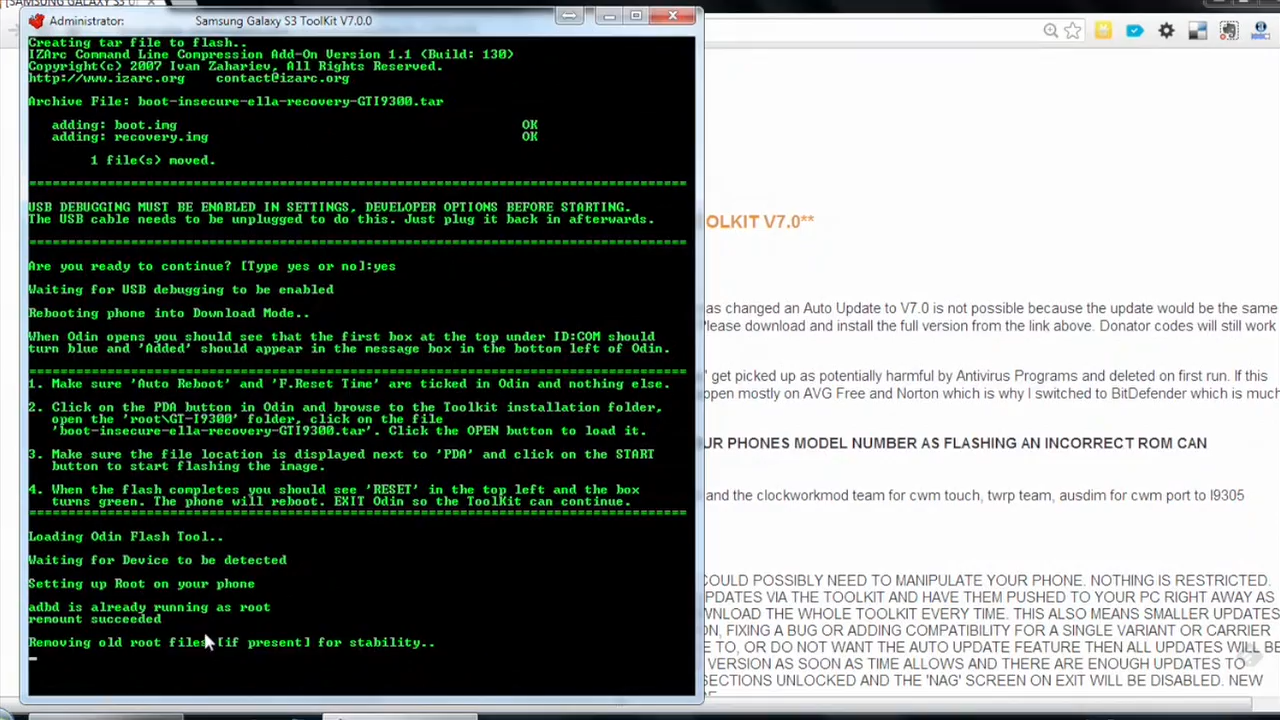 Administrator: Samsung Galaxy S3 ToolKit V7.0.0
Creating tar file to flash..
IZArc Command Line Compression Add-On Version 1.1 (Build: 130)
Copyright(c) 2007 Ivan Zahariev, All Rights Reserved.
http://www.izarc.org contact@izarc.org
Archive File: boot-insecure-ella-recovery-GTI9300.tar
adding: boot.img OK
adding: recovery.img OK
1 file(s) moved.
USB DEBUGGING MUST BE ENABLED IN SETTINGS, DEVELOPER OPTIONS BEFORE STARTING.
The USB cable needs to be unplugged to do this. Just plug it back in afterwards.
Are you ready to continue? [Type yes or no]:yes
Waiting for USB debugging to be enabled
Rebooting phone into Download Mode..
When Odin opens you should see that the first box at the top under ID:COM should
turn blue and 'Added' should appear in the message box in the bottom left of Odin.
1. Make sure 'Auto Reboot' and 'F.Reset Time' are ticked in Odin and nothing else.
2. Click on the PDA button in Odin and browse to the Toolkit installation folder,
open the 'root\GT-I9300' folder, click on the file
'boot-insecure-ella-recovery-GTI9300.tar'. Click the OPEN button to load it.
3. Make sure the file location is displayed next to 'PDA' and click on the START
button to start flashing the image.
4. When the flash completes you should see 'RESET' in the top left and the box
turns green. The phone will reboot. EXIT Odin so the ToolKit can continue.
Loading Odin Flash Tool..
Waiting for Device to be detected
Setting up Root on your phone
adbd is already running as root
remount succeeded
Removing old root files [if present] for stability..
OLKIT V7.0**
as changed an Auto Update to V7.0 is not possible because the update would be the same
Please download and install the full version from the link above. Donator codes will still work
' get picked up as potentially harmful by Antivirus Programs and deleted on first run. If this
open mostly on AVG Free and Norton which is why I switched to BitDefender which is muc
UR PHONES MODEL NUMBER AS FLASHING AN INCORRECT ROM CAN
and the clockworkmod team for cwm touch, twrp team, ausdim for cwm port to I9305
COULD POSSIBLY NEED TO MANIPULATE YOUR PHONE. NOTHING IS RESTRICTED.
PDATES VIA THE TOOLKIT AND HAVE THEM PUSHED TO YOUR PC RIGHT AWAY AS
WNLOAD THE WHOLE TOOLKIT EVERY TIME. THIS ALSO MEANS SMALLER UPDATES
ON, FIXING A BUG OR ADDING COMPATIBILITY FOR A SINGLE VARIANT OR CARRIER
E TO, OR DO NOT WANT THE AUTO UPDATE FEATURE THEN ALL UPDATES WILL BE
VERSION AS SOON AS TIME ALLOWS AND THERE ARE ENOUGH UPDATES TO
SECTIONS UNLOCKED AND THE 'NAG' SCREEN ON EXIT WILL BE DISABLED. NEW